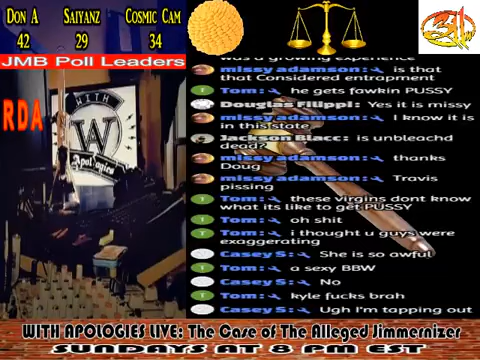 Don A Saiyanz Cosmic Cam
42 29 34
JMB Poll Leaders
RDA
WITH
W
Apologies
311
was a growing experience
missy adamson: is that
that Considered entraprment
Tom: he gets fawkin PUSSY
Douglas Filippi: Yes it is missy
missy adamson: I know it is
in this state
Jackson Blacc: is unbleachd
dead?
missy adamson: thanks
Doug
missy adamson: Travis
pissing
Tom: these virgins dont know
what its like to get PUSSY
Tom: oh shit
Tom: i thought u guys were
exaggerating
Casey S: She is so awful
Tom: a sexy BBW
Casey S: No
Tom: kyle fucks brah
Casey S: Ugh I'm tapping out
WITH APOLOGIES LIVE: The Case of The Alleged Jimmernizer
SUNDAYS AT 8 PM EST